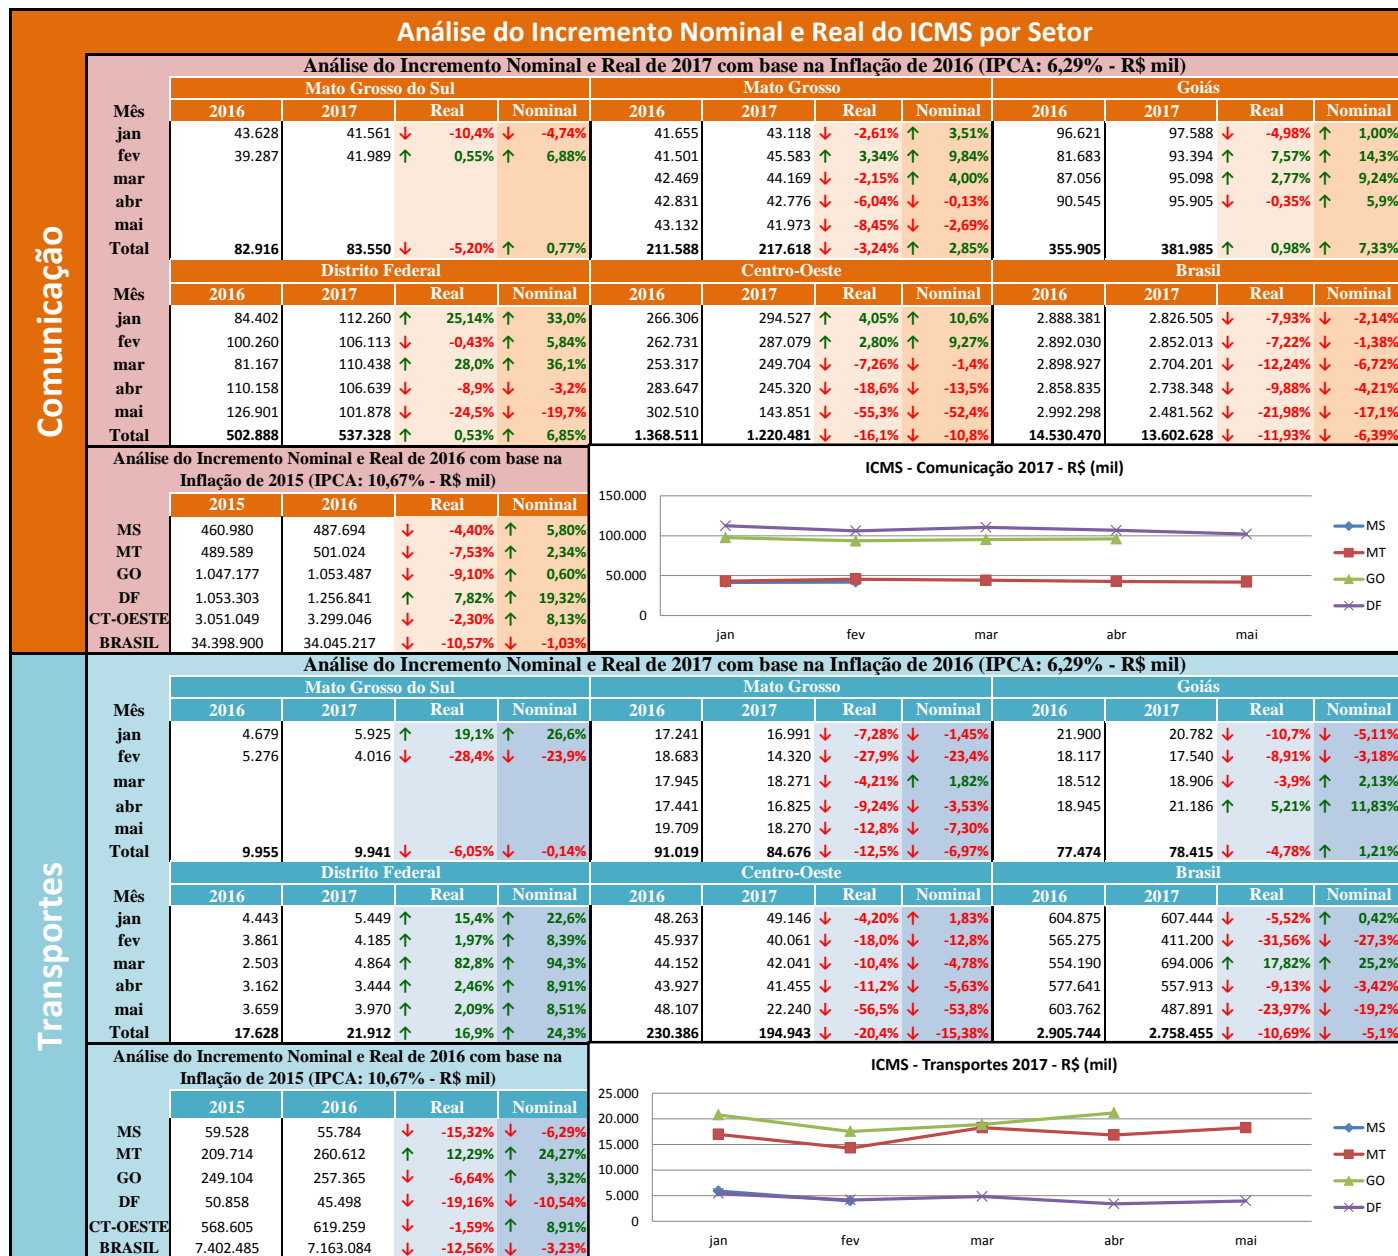 Análise do Incremento Nominal e Real do ICMS por Setor
Comunicação
Análise do Incremento Nominal e Real de 2017 com base na Inflação de 2016 (IPCA: 6,29% - R$ mil)
Mato Grosso do Sul Mato Grosso Goiás
Mês 2016 2017 Real Nominal 2016 2017 Real Nominal 2016 2017 Real Nominal
jan 43.628 41.561 ↓ -10,4% ↓ -4,74% 41.655 43.118 ↓ -2,61% ↑ 3,51% 96.621 97.588 ↓ -4,98% ↑ 1,00%
fev 39.287 41.989 ↑ 0,55% ↑ 6,88% 41.501 45.583 ↑ 3,34% ↑ 9,84% 81.683 93.394 ↑ 7,57% ↑ 14,3%
mar 42.469 44.169 ↓ -2,15% ↑ 4,00% 87.056 95.098 ↑ 2,77% ↑ 9,24%
abr 42.831 42.776 ↓ -6,04% ↓ -0,13% 90.545 95.905 ↓ -0,35% ↑ 5,9%
mai 43.132 41.973 ↓ -8,45% ↓ -2,69%
Total 82.916 83.550 ↓ -5,20% ↑ 0,77% 211.588 217.618 ↓ -3,24% ↑ 2,85% 355.905 381.985 ↑ 0,98% ↑ 7,33%
Distrito Federal Centro-Oeste Brasil
Mês 2016 2017 Real Nominal 2016 2017 Real Nominal 2016 2017 Real Nominal
jan 84.402 112.260 ↑ 25,14% ↑ 33,0% 266.306 294.527 ↑ 4,05% ↑ 10,6% 2.888.381 2.826.505 ↓ -7,93% ↓ -2,14%
fev 100.260 106.113 ↓ -0,43% ↑ 5,84% 262.731 287.079 ↑ 2,80% ↑ 9,27% 2.892.030 2.852.013 ↓ -7,22% ↓ -1,38%
mar 81.167 110.438 ↑ 28,0% ↑ 36,1% 253.317 249.704 ↓ -7,26% ↓ -1,4% 2.898.927 2.704.201 ↓ -12,24% ↓ -6,72%
abr 110.158 106.639 ↓ -8,9% ↓ -3,2% 283.647 245.320 ↓ -18,6% ↓ -13,5% 2.858.835 2.738.348 ↓ -9,88% ↓ -4,21%
mai 126.901 101.878 ↓ -24,5% ↓ -19,7% 302.510 143.851 ↓ -55,3% ↓ -52,4% 2.992.298 2.481.562 ↓ -21,98% ↓ -17,1%
Total 502.888 537.328 ↑ 0,53% ↑ 6,85% 1.368.511 1.220.481 ↓ -16,1% ↓ -10,8% 14.530.470 13.602.628 ↓ -11,93% ↓ -6,39%
Análise do Incremento Nominal e Real de 2016 com base na
Inflação de 2015 (IPCA: 10,67% - R$ mil)
2015 2016 Real Nominal
MS 460.980 487.694 ↓ -4,40% ↑ 5,80%
MT 489.589 501.024 ↓ -7,53% ↑ 2,34%
GO 1.047.177 1.053.487 ↓ -9,10% ↑ 0,60%
DF 1.053.303 1.256.841 ↑ 7,82% ↑ 19,32%
CT-OESTE 3.051.049 3.299.046 ↓ -2,30% ↑ 8,13%
BRASIL 34.398.900 34.045.217 ↓ -10,57% ↓ -1,03%
ICMS - Comunicação 2017 - R$ (mil)
150.000
100.000
50.000
0
jan fev mar abr mai
MS
MT
GO
DF
Transportes
Análise do Incremento Nominal e Real de 2017 com base na Inflação de 2016 (IPCA: 6,29% - R$ mil)
Mato Grosso do Sul Mato Grosso Goiás
Mês 2016 2017 Real Nominal 2016 2017 Real Nominal 2016 2017 Real Nominal
jan 4.679 5.925 ↑ 19,1% ↑ 26,6% 17.241 16.991 ↓ -7,28% ↓ -1,45% 21.900 20.782 ↓ -10,7% ↓ -5,11%
fev 5.276 4.016 ↓ -28,4% ↓ -23,9% 18.683 14.320 ↓ -27,9% ↓ -23,4% 18.117 17.540 ↓ -8,91% ↓ -3,18%
mar 17.945 18.271 ↓ -4,21% ↑ 1,82% 18.512 18.906 ↓ -3,9% ↑ 2,13%
abr 17.441 16.825 ↓ -9,24% ↓ -3,53% 18.945 21.186 ↑ 5,21% ↑ 11,83%
mai 19.709 18.270 ↓ -12,8% ↓ -7,30%
Total 9.955 9.941 ↓ -6,05% ↓ -0,14% 91.019 84.676 ↓ -12,5% ↓ -6,97% 77.474 78.415 ↓ -4,78% ↑ 1,21%
Distrito Federal Centro-Oeste Brasil
Mês 2016 2017 Real Nominal 2016 2017 Real Nominal 2016 2017 Real Nominal
jan 4.443 5.449 ↑ 15,4% ↑ 22,6% 48.263 49.146 ↓ -4,20% ↑ 1,83% 604.875 607.444 ↓ -5,52% ↑ 0,42%
fev 3.861 4.185 ↑ 1,97% ↑ 8,39% 45.937 40.061 ↓ -18,0% ↓ -12,8% 565.275 411.200 ↓ -31,56% ↓ -27,3%
mar 2.503 4.864 ↑ 82,8% ↑ 94,3% 44.152 42.041 ↓ -10,4% ↓ -4,78% 554.190 694.006 ↑ 17,82% ↑ 25,2%
abr 3.162 3.444 ↑ 2,46% ↑ 8,91% 43.927 41.455 ↓ -11,2% ↓ -5,63% 577.641 557.913 ↓ -9,13% ↓ -3,42%
mai 3.659 3.970 ↑ 2,09% ↑ 8,51% 48.107 22.240 ↓ -56,5% ↓ -53,8% 603.762 487.891 ↓ -23,97% ↓ -19,2%
Total 17.628 21.912 ↑ 16,9% ↑ 24,3% 230.386 194.943 ↓ -20,4% ↓ -15,38% 2.905.744 2.758.455 ↓ -10,69% ↓ -5,1%
Análise do Incremento Nominal e Real de 2016 com base na
Inflação de 2015 (IPCA: 10,67% - R$ mil)
2015 2016 Real Nominal
MS 59.528 55.784 ↓ -15,32% ↓ -6,29%
MT 209.714 260.612 ↑ 12,29% ↑ 24,27%
GO 249.104 257.365 ↓ -6,64% ↑ 3,32%
DF 50.858 45.498 ↓ -19,16% ↓ -10,54%
CT-OESTE 568.605 619.259 ↓ -1,59% ↑ 8,91%
BRASIL 7.402.485 7.163.084 ↓ -12,56% ↓ -3,23%
ICMS - Transportes 2017 - R$ (mil)
25.000
20.000
15.000
10.000
5.000
0
jan fev mar abr mai
MS
MT
GO
DF